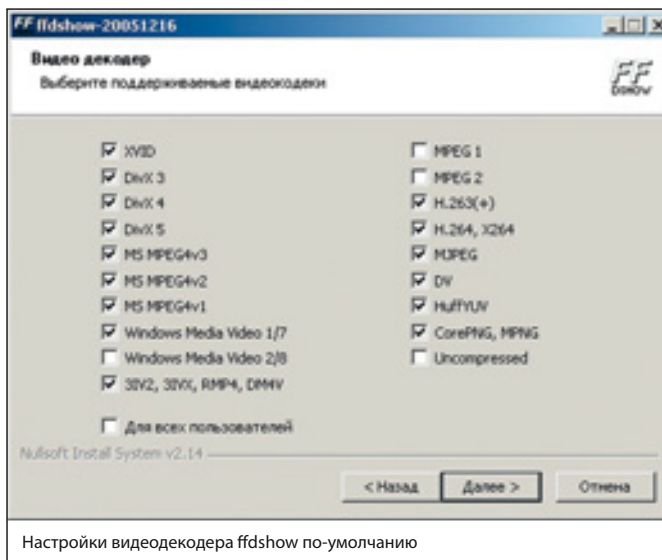 FF ffdshow-20051216
Видео декодер
Выберите поддерживаемые видеокодеки
FF
DSHOW
XVID
DivX 3
DivX 4
DivX 5
MS MPEG4v3
MS MPEG4v2
MS MPEG4v1
Windows Media Video 1/7
Windows Media Video 2/8
3IV2, 3IVX, RMP4, DM4V
MPEG 1
MPEG 2
H.263(+)
H.264, X264
MJPEG
DV
HuffYUV
CorePNG, MPNG
Uncompressed
Для всех пользователей
Nullsoft Install System v2.14
< Назад
Далее >
Отмена
Настройки видеодекодера ffdshow по-умолчанию